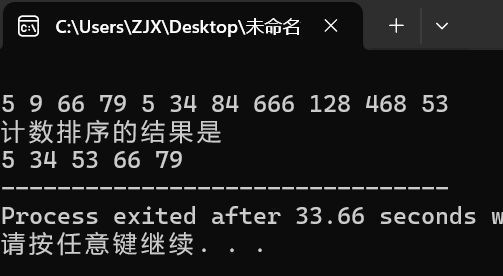 C:\Users\ZJX\Desktop\未命名
5 9 66 79 5 34 84 666 128 468 53
计数排序的结果是
5 34 53 66 79
--------------------------------
Process exited after 33.66 seconds w
请按任意键继续. . .